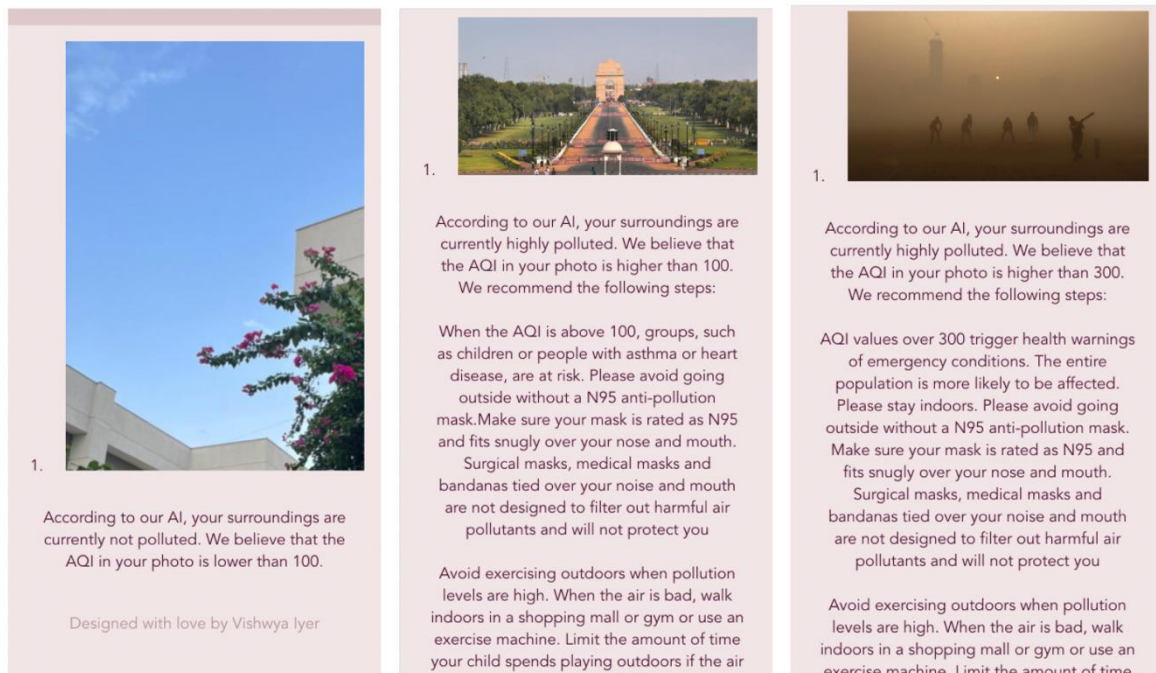 1.
According to our AI, your surroundings are
currently not polluted. We believe that the
AQI in your photo is lower than 100.
Designed with love by Vishwya Iyer
1.
According to our AI, your surroundings are
currently highly polluted. We believe that
the AQI in your photo is higher than 100.
We recommend the following steps:
When the AQI is above 100, groups, such
as children or people with asthma or heart
disease, are at risk. Please avoid going
outside without a N95 anti-pollution
mask.Make sure your mask is rated as N95
and fits snugly over your nose and mouth.
Surgical masks, medical masks and
bandanas tied over your noise and mouth
are not designed to filter out harmful air
pollutants and will not protect you
Avoid exercising outdoors when pollution
levels are high. When the air is bad, walk
indoors in a shopping mall or gym or use an
exercise machine. Limit the amount of time
your child spends playing outdoors if the air
1.
According to our AI, your surroundings are
currently highly polluted. We believe that
the AQI in your photo is higher than 300.
We recommend the following steps:
AQI values over 300 trigger health warnings
of emergency conditions. The entire
population is more likely to be affected.
Please stay indoors. Please avoid going
outside without a N95 anti-pollution mask.
Make sure your mask is rated as N95 and
fits snugly over your nose and mouth.
Surgical masks, medical masks and
bandanas tied over your noise and mouth
are not designed to filter out harmful air
pollutants and will not protect you
Avoid exercising outdoors when pollution
levels are high. When the air is bad, walk
indoors in a shopping mall or gym or use an
exercise machine. Limit the amount of time